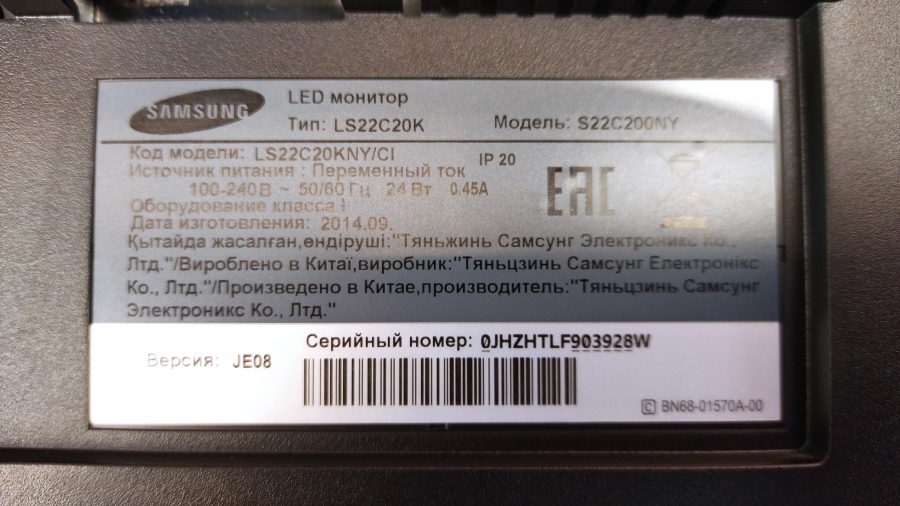 SAMSUNG
LED монитор
Тип: LS22C20K Модель: S22C200NY
Код модели: LS22C20KNY/CI IP 20
Источник питания : Переменный ток
100-240В ~ 50/60 Гц 24 Вт 0.45А
Оборудование класса I
Дата изготовления: 2014.09.
EAC
Қытайда жасалған,өндіруші:"Тяньжинь Самсунг Электроникс Ко.,
Лтд."/Вироблено в Китаї,виробник:"Тяньцзинь Самсунг Електронікс
Ко., Лтд."/Произведено в Китае,производитель:"Тяньцзинь Самсунг
Электроникс Ко., Лтд."
Серийный номер: 0JHZHTLF903928W
Версия: JE08
C BN68-01570A-00